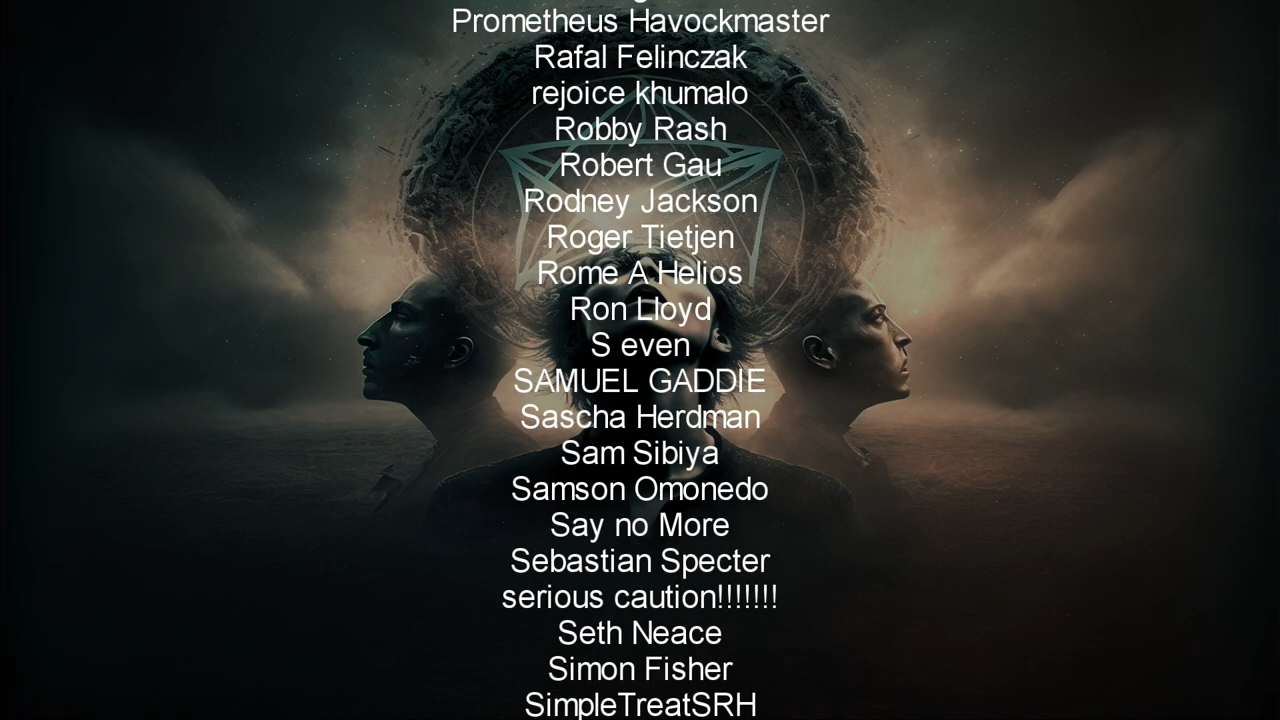 Prometheus Havockmaster
Rafal Felinczak
rejoice khumalo
Robby Rash
Robert Gau
Rodney Jackson
Roger Tietjen
Rome A Helios
Ron Lloyd
S even
SAMUEL GADDIE
Sascha Herdman
Sam Sibiya
Samson Omonedo
Say no More
Sebastian Specter
serious caution!!!!!!!
Seth Neace
Simon Fisher
SimpleTreatSRH